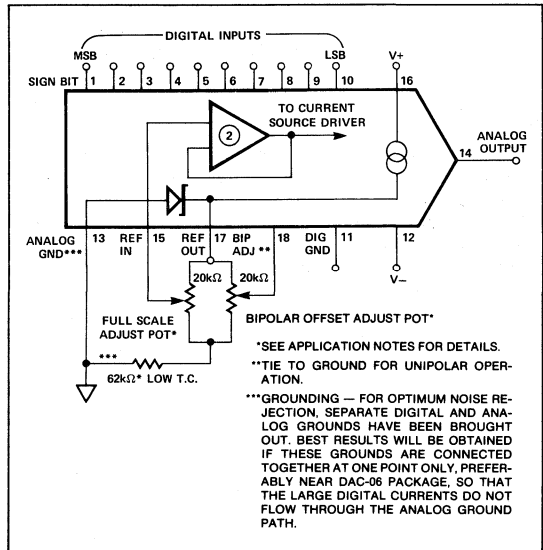 DIGITAL INPUTS
MSB LSB V+
SIGN BIT 1 2 3 4 5 6 7 8 9 10 16
TO CURRENT
SOURCE DRIVER
2
ANALOG
OUTPUT
14
ANALOG
GND***
13
REF
IN
15
REF
OUT
17
BIP
ADJ **
18
DIG
GND
11
12
V−
20kΩ 20kΩ
FULL SCALE
ADJUST POT*
BIPOLAR OFFSET ADJUST POT*
***
62kΩ* LOW T.C.
*SEE APPLICATION NOTES FOR DETAILS.
**TIE TO GROUND FOR UNIPOLAR OPER-
ATION.
***GROUNDING — FOR OPTIMUM NOISE RE-
JECTION, SEPARATE DIGITAL AND ANA-
LOG GROUNDS HAVE BEEN BROUGHT
OUT. BEST RESULTS WILL BE OBTAINED
IF THESE GROUNDS ARE CONNECTED
TOGETHER AT ONE POINT ONLY, PREFER-
ABLY NEAR DAC-06 PACKAGE, SO THAT
THE LARGE DIGITAL CURRENTS DO NOT
FLOW THROUGH THE ANALOG GROUND
PATH.